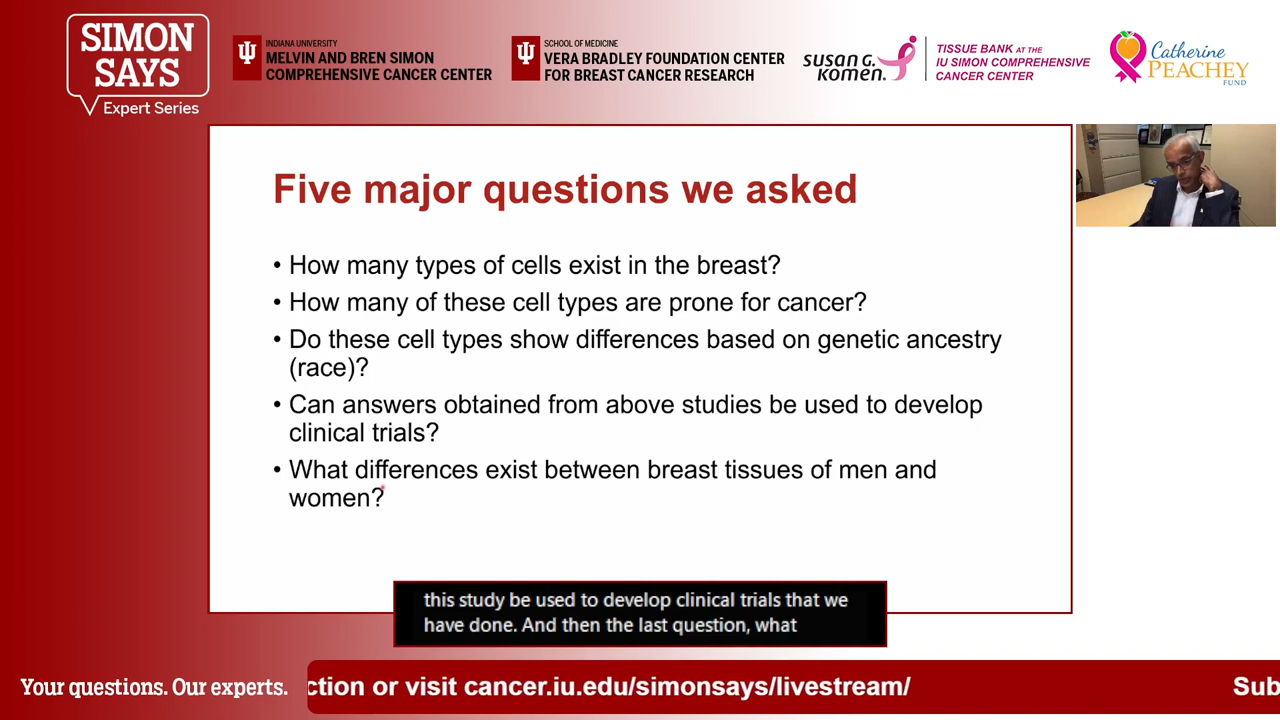 SIMON
SAYS
Expert Series
INDIANA UNIVERSITY
MELVIN AND BREN SIMON
COMPREHENSIVE CANCER CENTER
SCHOOL OF MEDICINE
VERA BRADLEY FOUNDATION CENTER
FOR BREAST CANCER RESEARCH
susan g.
komen.
TISSUE BANK AT THE
IU SIMON COMPREHENSIVE
CANCER CENTER
Catherine
PEACHEY
FUND
Five major questions we asked
• How many types of cells exist in the breast?
• How many of these cell types are prone for cancer?
• Do these cell types show differences based on genetic ancestry
(race)?
• Can answers obtained from above studies be used to develop
clinical trials?
• What differences exist between breast tissues of men and
women?
this study be used to develop clinical trials that we
have done. And then the last question, what
Your questions. Our experts.
ction or visit cancer.iu.edu/simonsays/livestream/
Sub